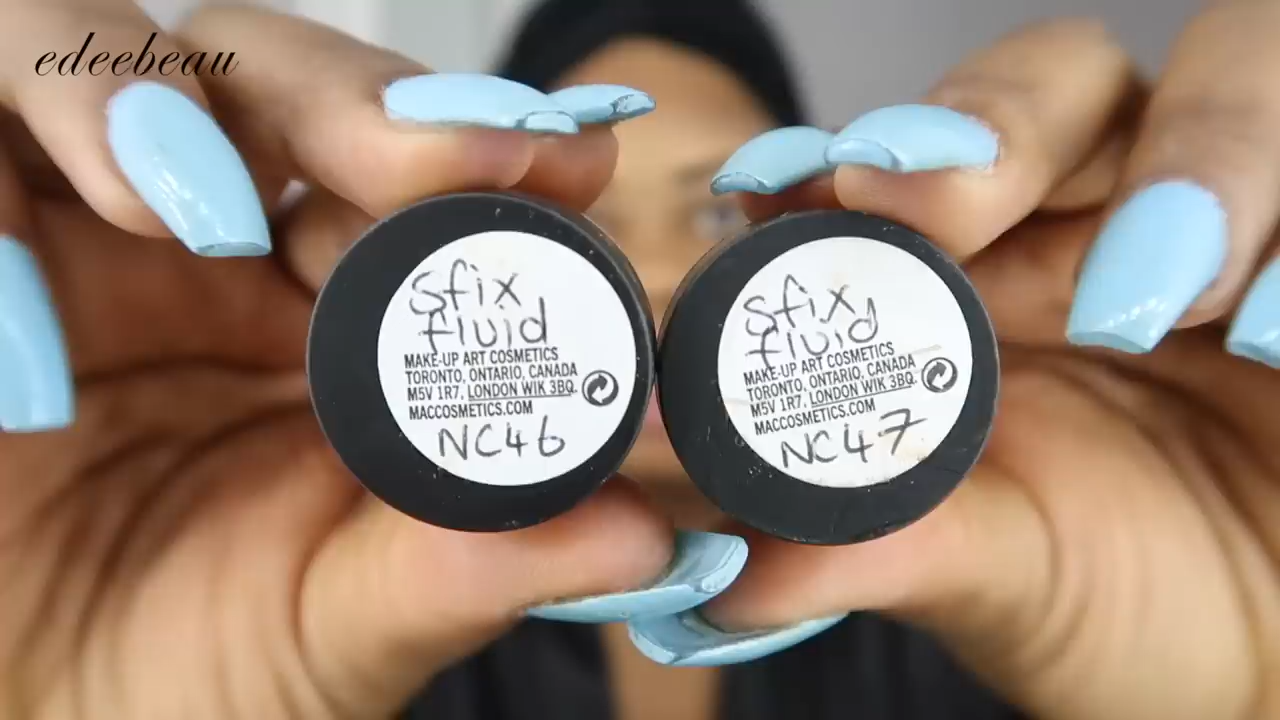 edeebeau
Sfix
fluid
MAKE-UP ART COSMETICS
TORONTO, ONTARIO, CANADA
M5V 1R7, LONDON W1K 3BQ.
MACCOSMETICS.COM
NC46
Sfix
fluid
MAKE-UP ART COSMETICS
TORONTO, ONTARIO, CANADA
M5V 1R7, LONDON W1K 3BQ.
MACCOSMETICS.COM
NC47